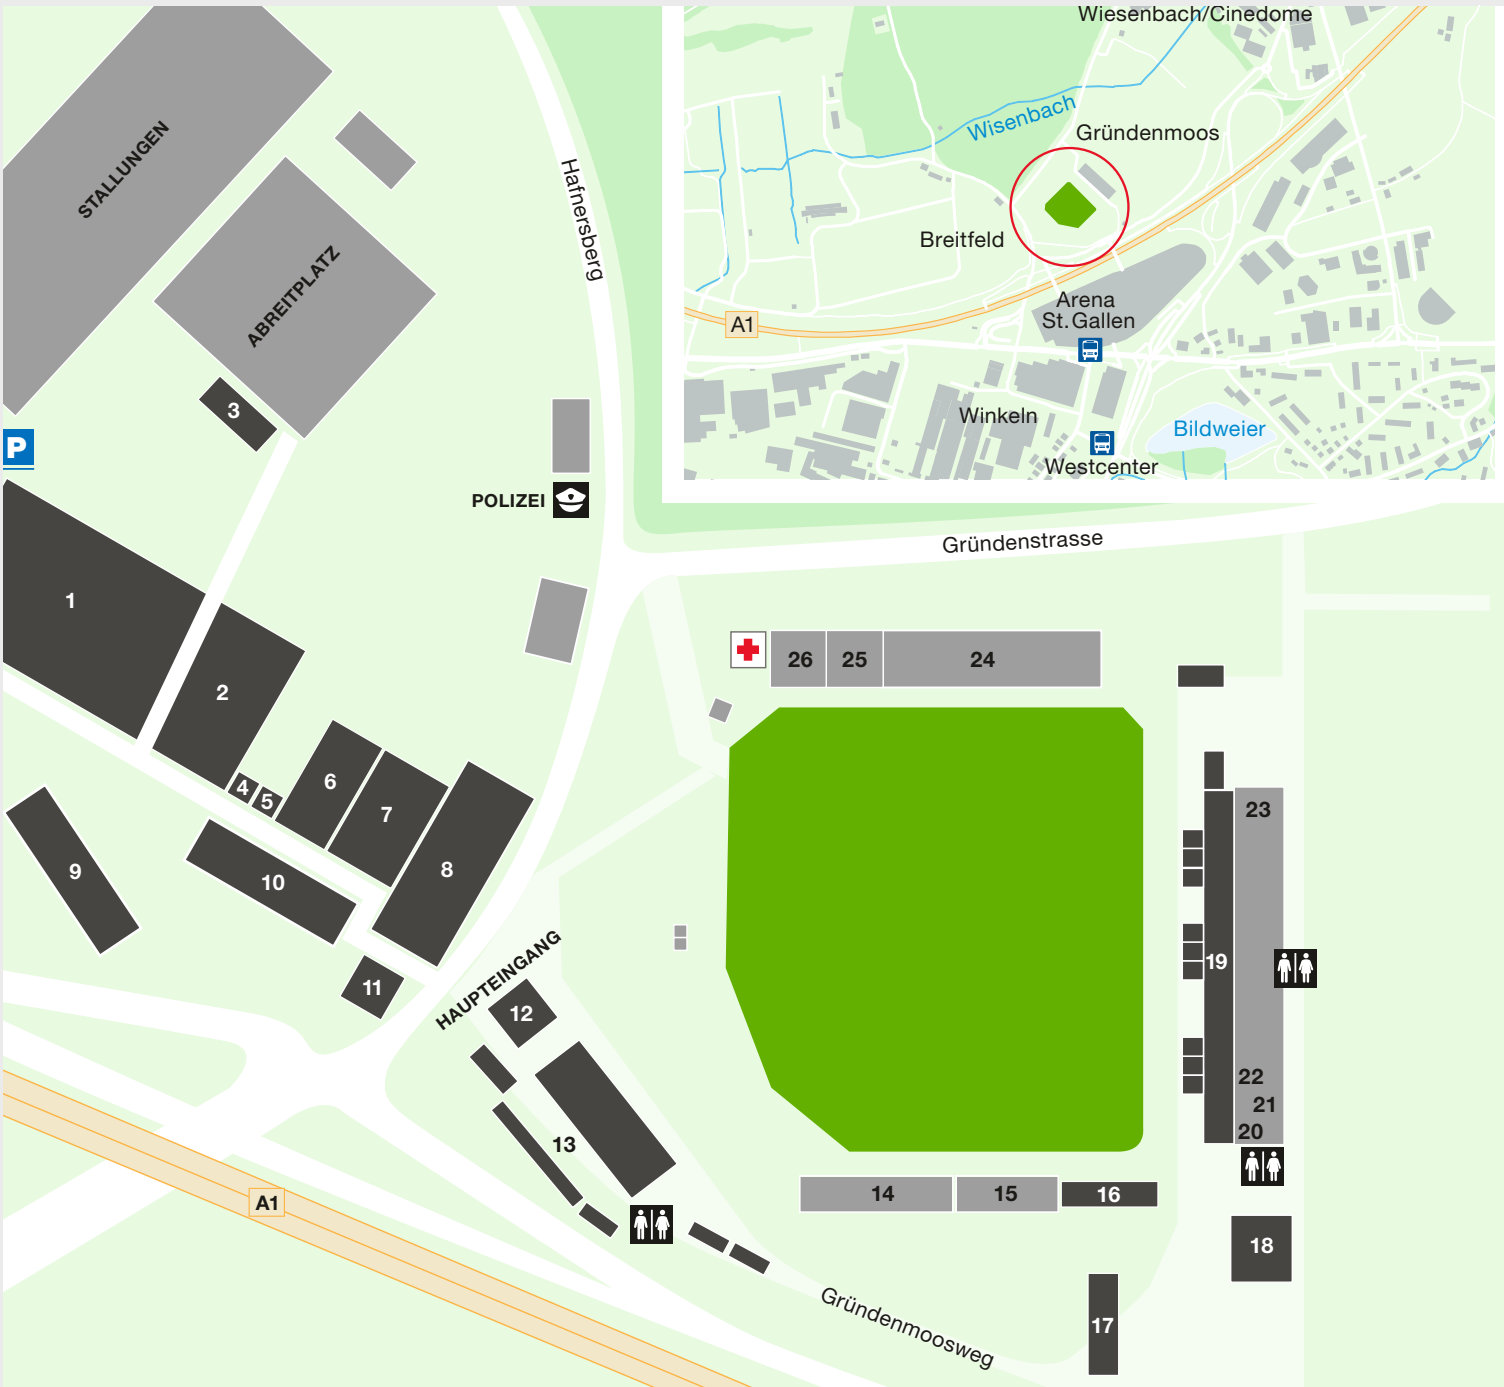 Wiesenbach/Cinedome
Wisenbach
Gründenmoos
Breitfeld
Arena
St. Gallen
A1
Winkeln
Bildweier
Westcenter
STALLUNGEN
ABREITPLATZ
Hafnersberg
3
P
POLIZEI
Gründenstrasse
1
2
26
25
24
4
5
6
7
8
9
10
11
23
19
22
21
20
HAUPTEINGANG
12
13
A1
14
15
16
18
17
Gründenmoosweg